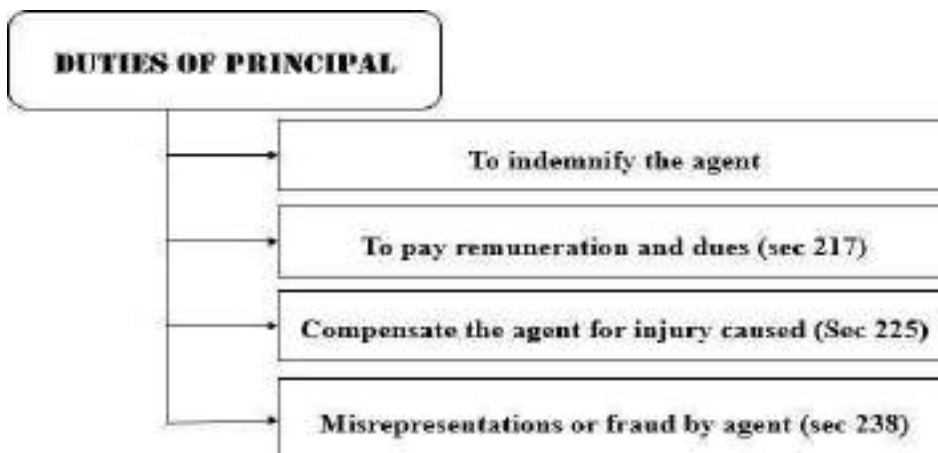 DUTIES OF PRINCIPAL
To indemnify the agent
To pay remuneration and dues (sec 217)
Compensate the agent for injury caused (Sec 225)
Misrepresentations or fraud by agent (sec 238)